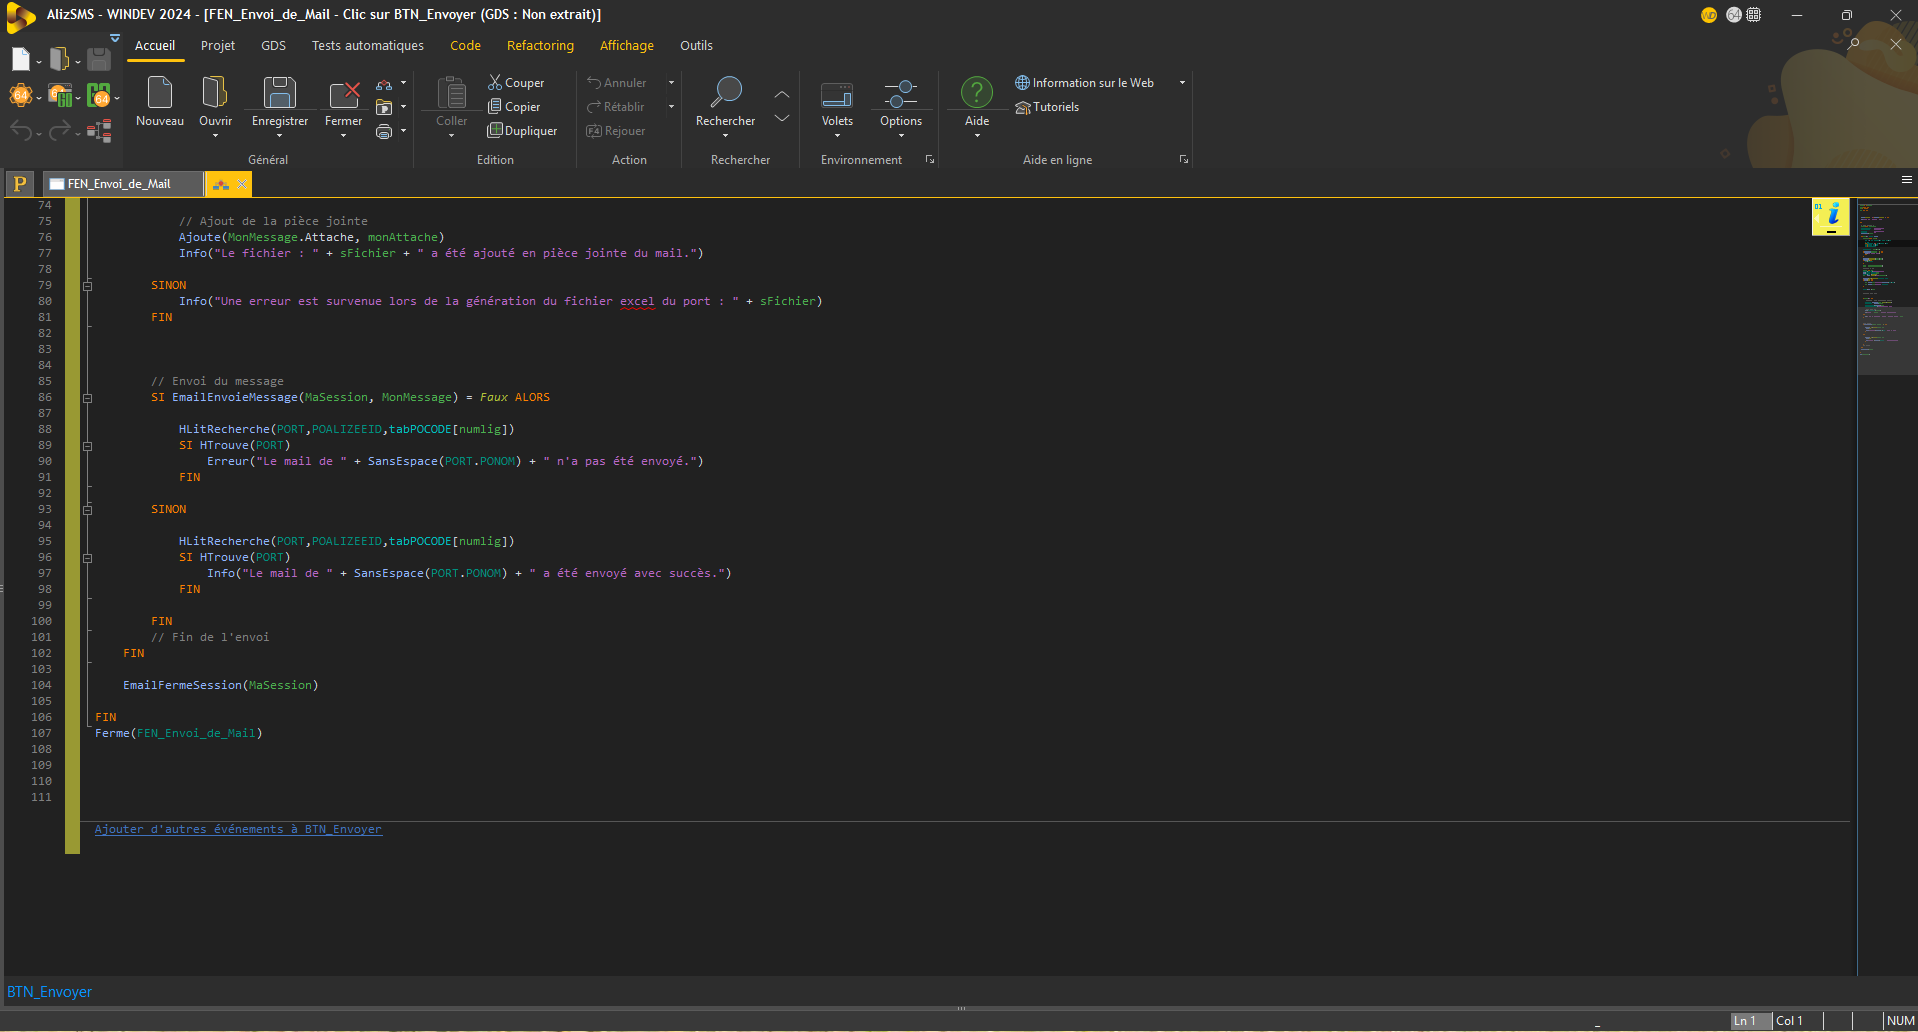 AlizSMS - WINDEV 2024 - [FEN_Envoi_de_Mail - Clic sur BTN_Envoyer (GDS : Non extrait)]
WD 64
Accueil Projet GDS Tests automatiques Code Refactoring Affichage Outils
64 GO 64
Nouveau Ouvrir Enregistrer Fermer
Coller
Couper
Copier
Dupliquer
Annuler
Rétablir
F4 Rejouer
Rechercher
Volets Options
Aide
Information sur le Web
Tutoriels
Général Edition Action Rechercher Environnement Aide en ligne
P FEN_Envoi_de_Mail
01 i
74
75 // Ajout de la pièce jointe
76 Ajoute(MonMessage.Attache, monAttache)
77 Info("Le fichier : " + sFichier + " a été ajouté en pièce jointe du mail.")
78
79 SINON
80 Info("Une erreur est survenue lors de la génération du fichier excel du port : " + sFichier)
81 FIN
82
83
84
85 // Envoi du message
86 SI EmailEnvoieMessage(MaSession, MonMessage) = Faux ALORS
87
88 HLitRecherche(PORT,POALIZEEID,tabPOCODE[numlig])
89 SI HTrouve(PORT)
90 Erreur("Le mail de " + SansEspace(PORT.PONOM) + " n'a pas été envoyé.")
91 FIN
92
93 SINON
94
95 HLitRecherche(PORT,POALIZEEID,tabPOCODE[numlig])
96 SI HTrouve(PORT)
97 Info("Le mail de " + SansEspace(PORT.PONOM) + " a été envoyé avec succès.")
98 FIN
99
100 FIN
101 // Fin de l'envoi
102 FIN
103
104 EmailFermeSession(MaSession)
105
106 FIN
107 Ferme(FEN_Envoi_de_Mail)
108
109
110
111
Ajouter d'autres événements à BTN_Envoyer
BTN_Envoyer
Ln 1 Col 1 NUM